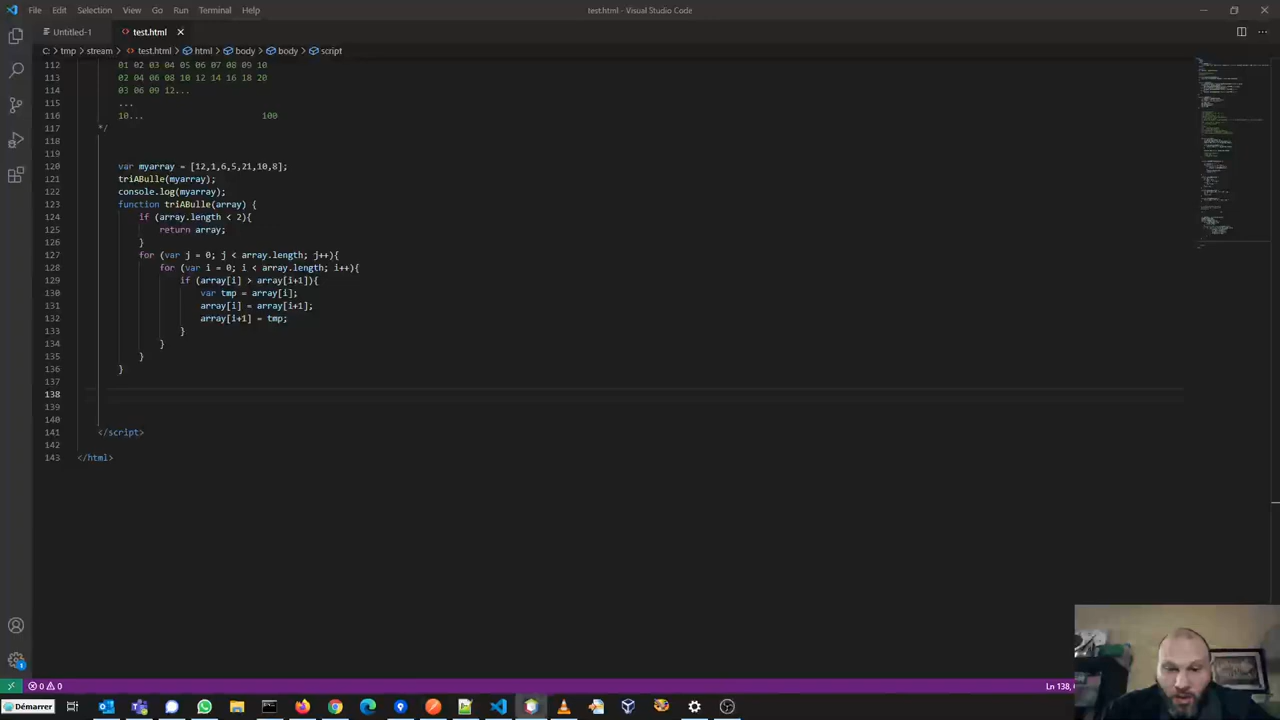 File Edit Selection View Go Run Terminal Help
test.html - Visual Studio Code
Untitled-1 test.html
C: > tmp > stream > test.html > html > body > body > script
112 01 02 03 04 05 06 07 08 09 10
113 02 04 06 08 10 12 14 16 18 20
114 03 06 09 12...
115 ...
116 10... 100
117 */
118
119
120 var myarray = [12,1,6,5,21,10,8];
121 triABulle(myarray);
122 console.log(myarray);
123 function triABulle(array) {
124 if (array.length < 2){
125 return array;
126 }
127 for (var j = 0; j < array.length; j++){
128 for (var i = 0; i < array.length; i++){
129 if (array[i] > array[i+1]){
130 var tmp = array[i];
131 array[i] = array[i+1];
132 array[i+1] = tmp;
133 }
134 }
135 }
136 }
137
138
139
140
141 </script>
142
143 </html>
1
0 0
Ln 138,
Démarrer